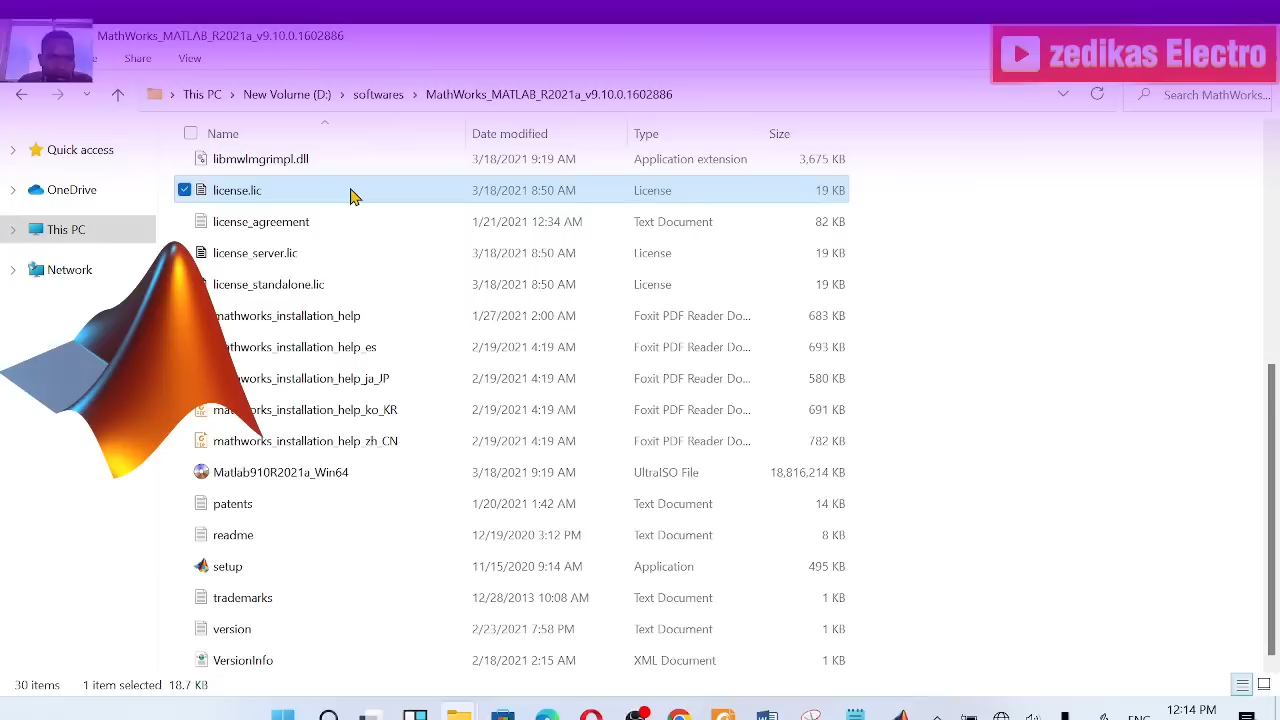 MathWorks_MATLAB_R2021a_v9.10.0.1602886
Share View
zedikas Electro
This PC New Volume (D:) softwares MathWorks_MATLAB_R2021a_v9.10.0.1602886
Search MathWorks...
Name Date modified Type Size
libmwlmgrimpl.dll 3/18/2021 9:19 AM Application extension 3,675 KB
license.lic 3/18/2021 8:50 AM License 19 KB
license_agreement 1/21/2021 12:34 AM Text Document 82 KB
license_server.lic 3/18/2021 8:50 AM License 19 KB
license_standalone.lic 3/18/2021 8:50 AM License 19 KB
mathworks_installation_help 1/27/2021 2:00 AM Foxit PDF Reader Do... 683 KB
mathworks_installation_help_es 2/19/2021 4:19 AM Foxit PDF Reader Do... 693 KB
mathworks_installation_help_ja_JP 2/19/2021 4:19 AM Foxit PDF Reader Do... 580 KB
mathworks_installation_help_ko_KR 2/19/2021 4:19 AM Foxit PDF Reader Do... 691 KB
mathworks_installation_help_zh_CN 2/19/2021 4:19 AM Foxit PDF Reader Do... 782 KB
Matlab910R2021a_Win64 3/18/2021 9:19 AM UltraISO File 18,816,214 KB
patents 1/20/2021 1:42 AM Text Document 14 KB
readme 12/19/2020 3:12 PM Text Document 8 KB
setup 11/15/2020 9:14 AM Application 495 KB
trademarks 12/28/2013 10:08 AM Text Document 1 KB
version 2/23/2021 7:58 PM Text Document 1 KB
VersionInfo 2/18/2021 2:15 AM XML Document 1 KB
Quick access
OneDrive
This PC
Network
30 items 1 item selected 18.7 KB
12:14 PM